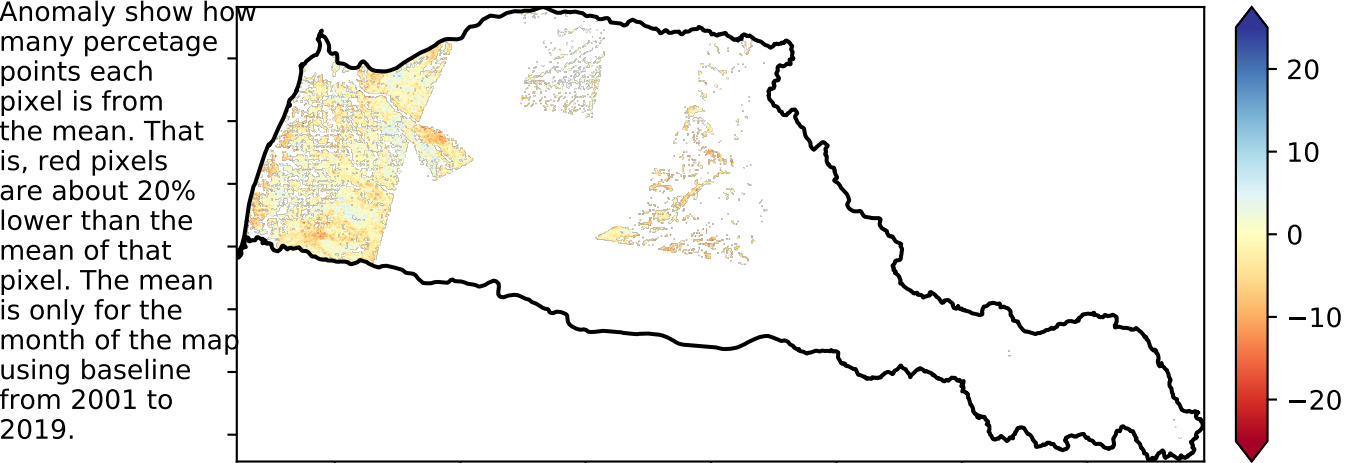 Anomaly show how
many percetage
points each
pixel is from
the mean. That
is, red pixels
are about 20%
lower than the
mean of that
pixel. The mean
is only for the
month of the map
using baseline
from 2001 to
2019.
20
10
0
−10
−20